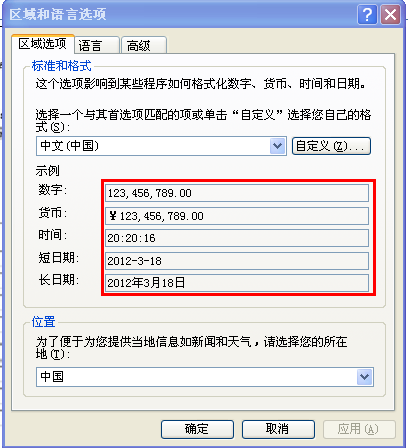 区域和语言选项
区域选项 语言 高级
标准和格式
这个选项影响到某些程序如何格式化数字、货币、时间和日期。
选择一个与其首选项匹配的项或单击“自定义”选择您自己的格
式(S):
中文(中国) 自定义(Z)...
示例
数字: 123,456,789.00
货币: ￥123,456,789.00
时间: 20:20:16
短日期: 2012-3-18
长日期: 2012年3月18日
位置
为了便于为您提供当地信息如新闻和天气，请选择您的所在
地(T):
中国
确定 取消 应用(A)